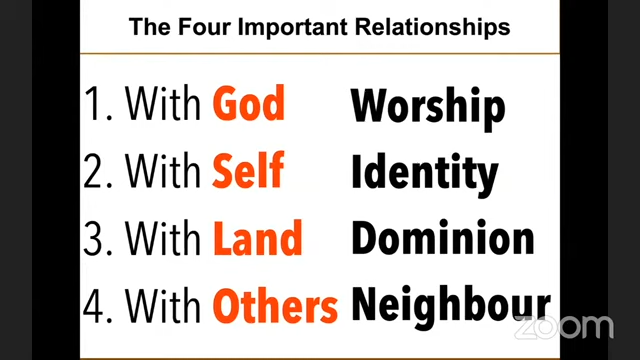 The Four Important Relationships
1. With God Worship
2. With Self Identity
3. With Land Dominion
4. With Others Neighbour
zoom